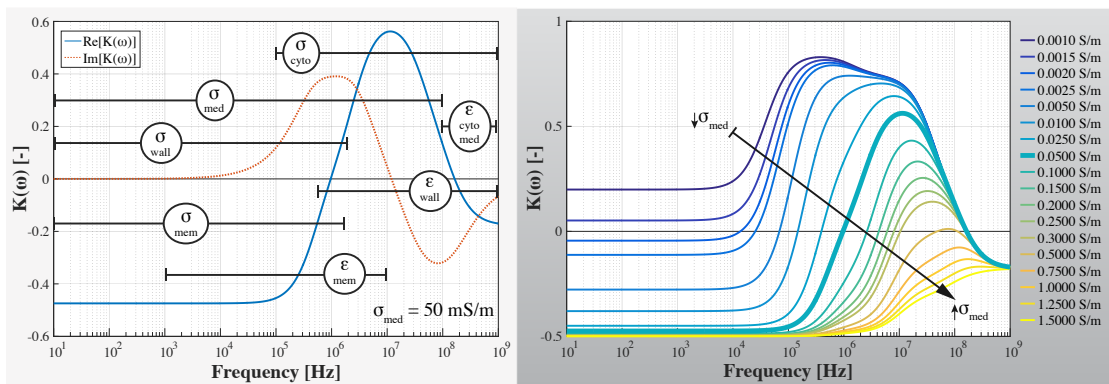 0.6
0.4
0.2
0
-0.2
-0.4
-0.6
K(ω) [-]
Re[K(ω)]
Im[K(ω)]
σ
cyto
σ
med
ε
cyto
med
σ
wall
ε
wall
σ
mem
ε
mem
σmed = 50 mS/m
10^1 10^2 10^3 10^4 10^5 10^6 10^7 10^8 10^9
Frequency [Hz]
1
0.5
0
-0.5
K(ω) [-]
↓σmed
↑σmed
10^1 10^2 10^3 10^4 10^5 10^6 10^7 10^8 10^9
Frequency [Hz]
0.0010 S/m
0.0015 S/m
0.0020 S/m
0.0025 S/m
0.0050 S/m
0.0100 S/m
0.0250 S/m
0.0500 S/m
0.1000 S/m
0.1500 S/m
0.2000 S/m
0.2500 S/m
0.3000 S/m
0.5000 S/m
0.7500 S/m
1.0000 S/m
1.2500 S/m
1.5000 S/m